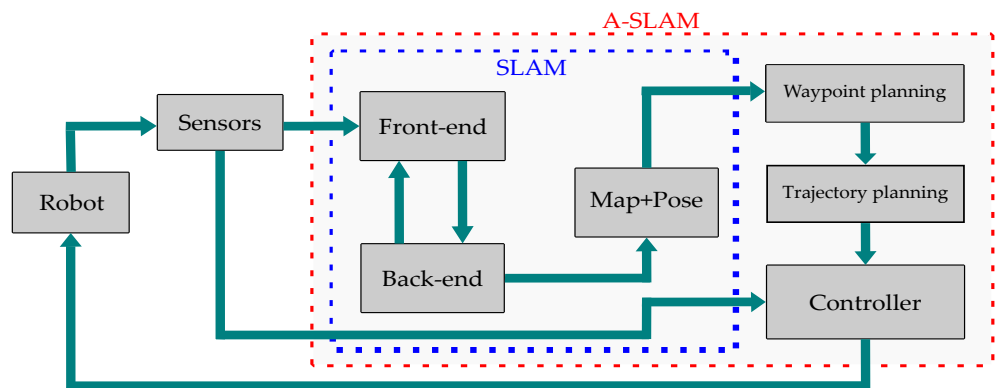 A-SLAM
SLAM
Waypoint planning
Sensors
Front-end
Trajectory planning
Robot
Map+Pose
Back-end
Controller